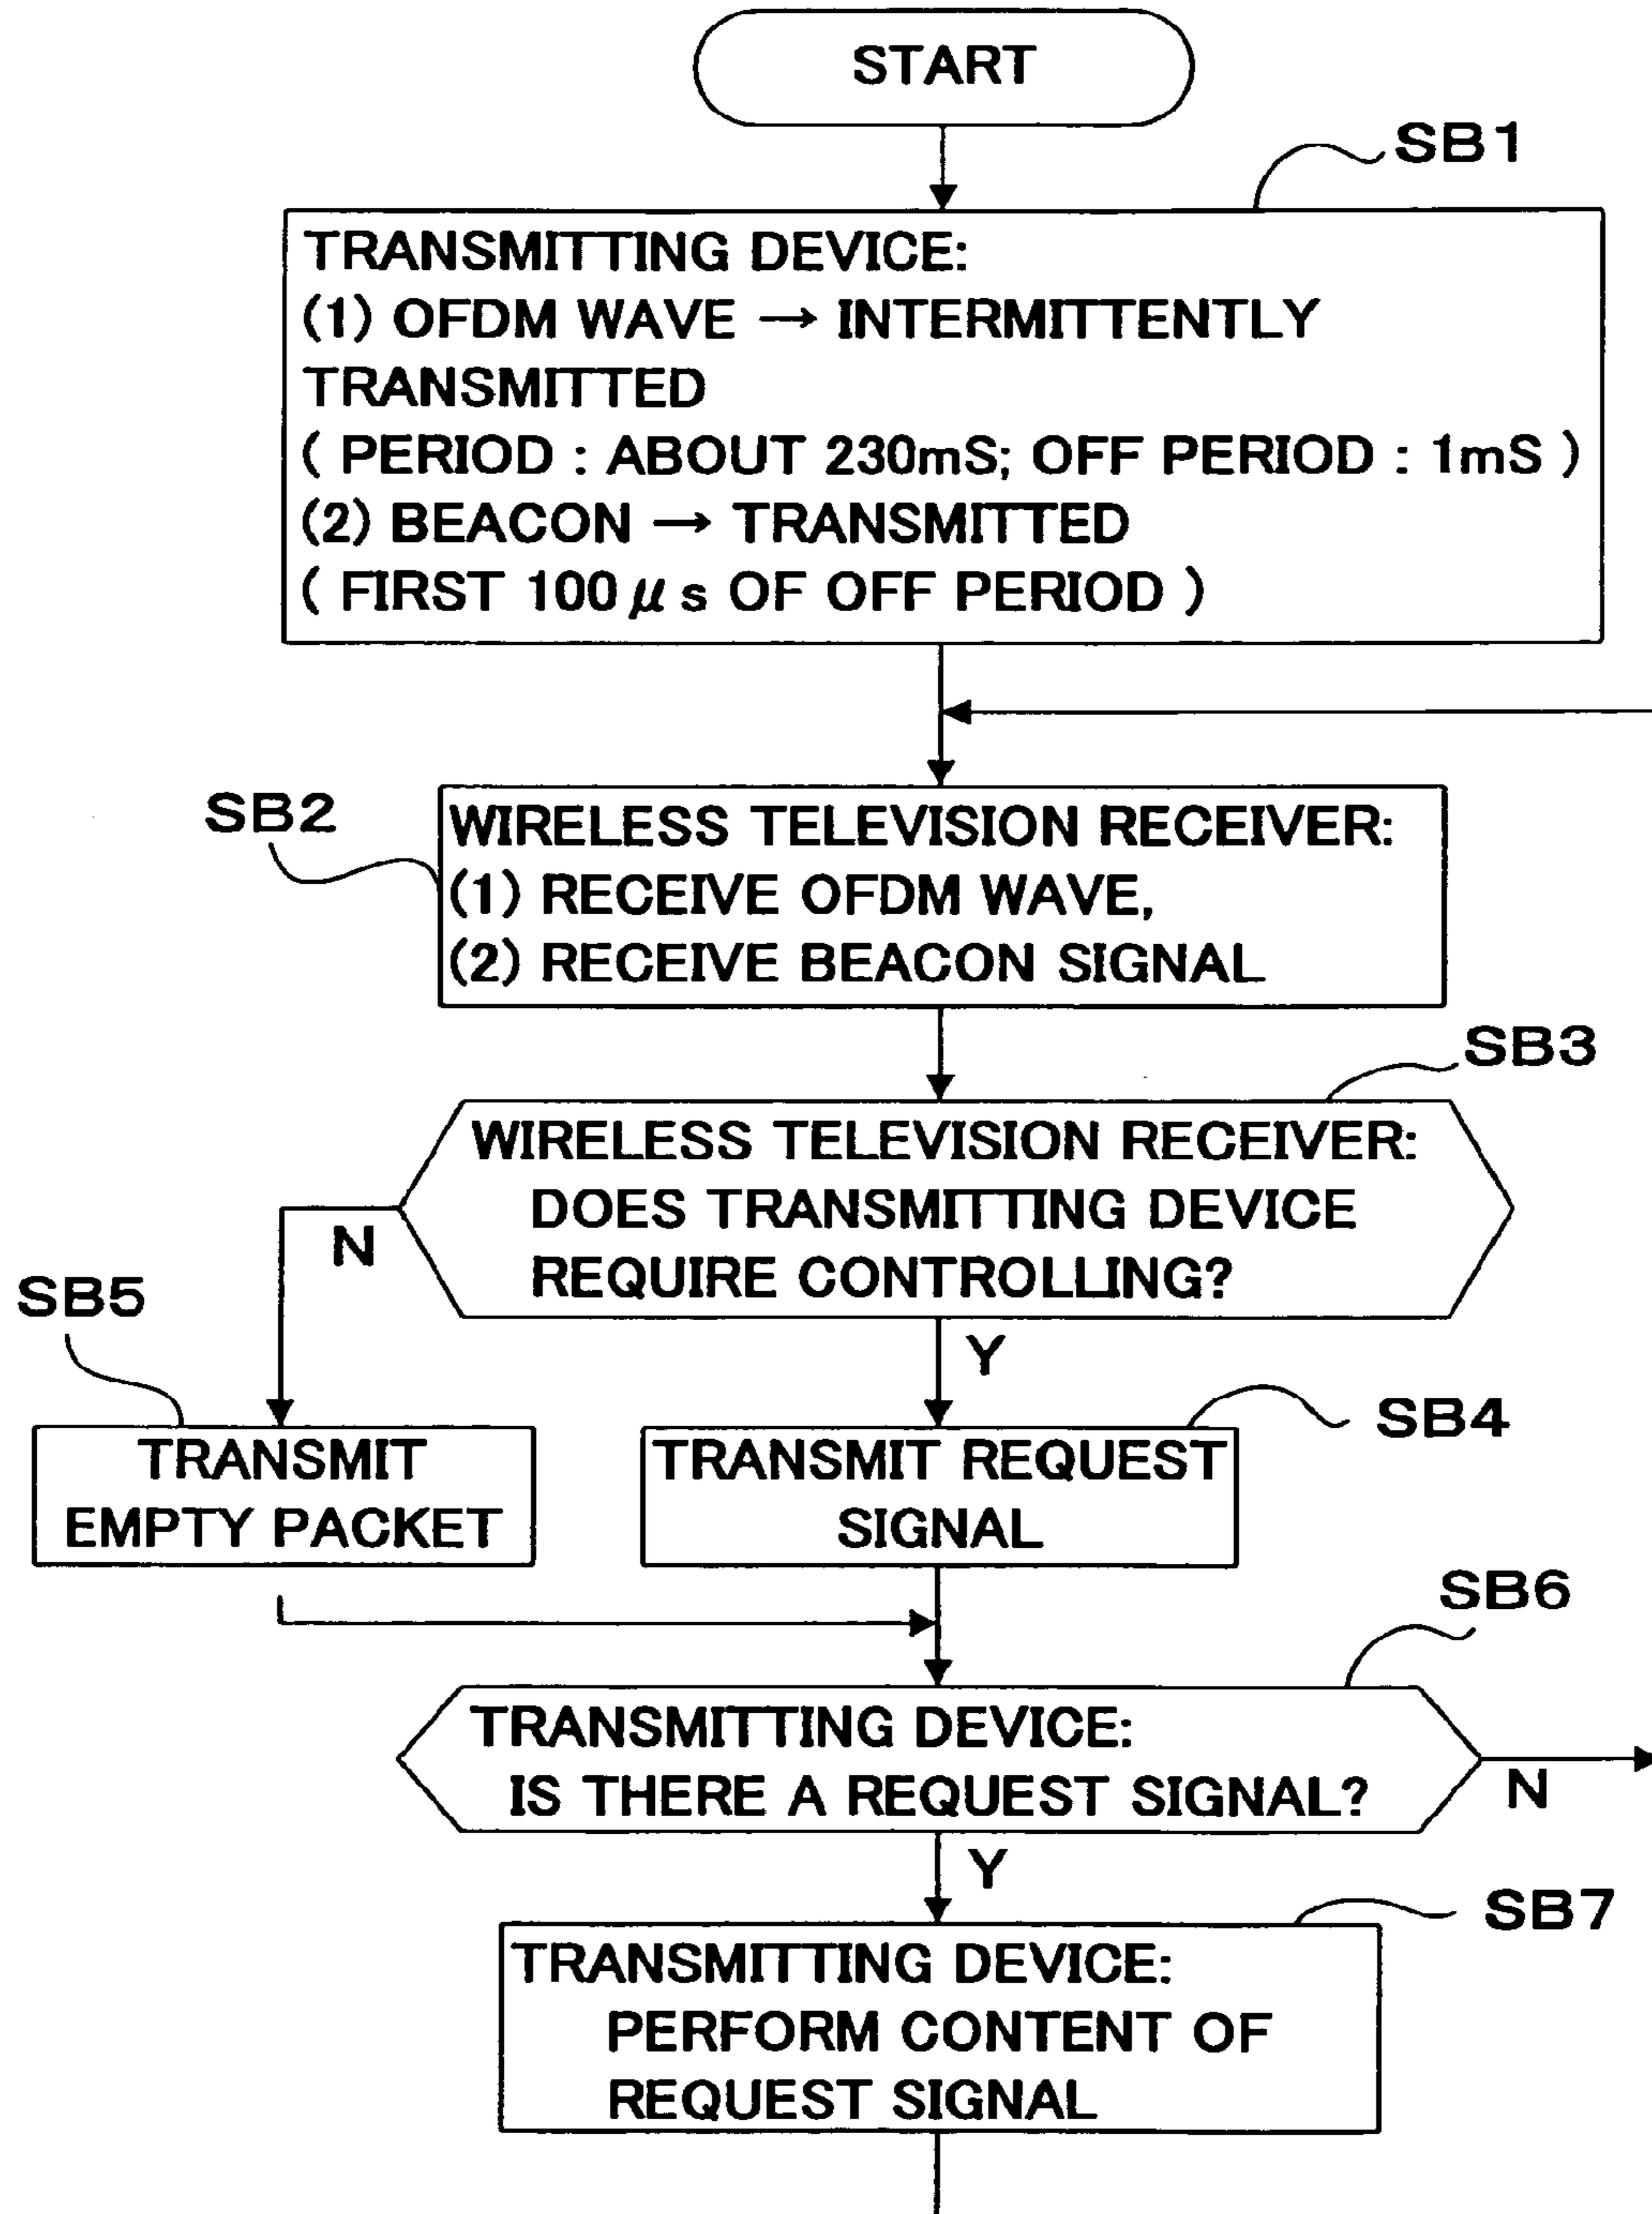 START
SB1
TRANSMITTING DEVICE:
(1) OFDM WAVE → INTERMITTENTLY
TRANSMITTED
( PERIOD : ABOUT 230mS; OFF PERIOD : 1mS )
(2) BEACON → TRANSMITTED
( FIRST 100μs OF OFF PERIOD )
SB2
WIRELESS TELEVISION RECEIVER:
(1) RECEIVE OFDM WAVE,
(2) RECEIVE BEACON SIGNAL
SB3
WIRELESS TELEVISION RECEIVER:
DOES TRANSMITTING DEVICE
REQUIRE CONTROLLING?
N
Y
SB5
TRANSMIT
EMPTY PACKET
SB4
TRANSMIT REQUEST
SIGNAL
SB6
TRANSMITTING DEVICE:
IS THERE A REQUEST SIGNAL?
N
Y
SB7
TRANSMITTING DEVICE:
PERFORM CONTENT OF
REQUEST SIGNAL